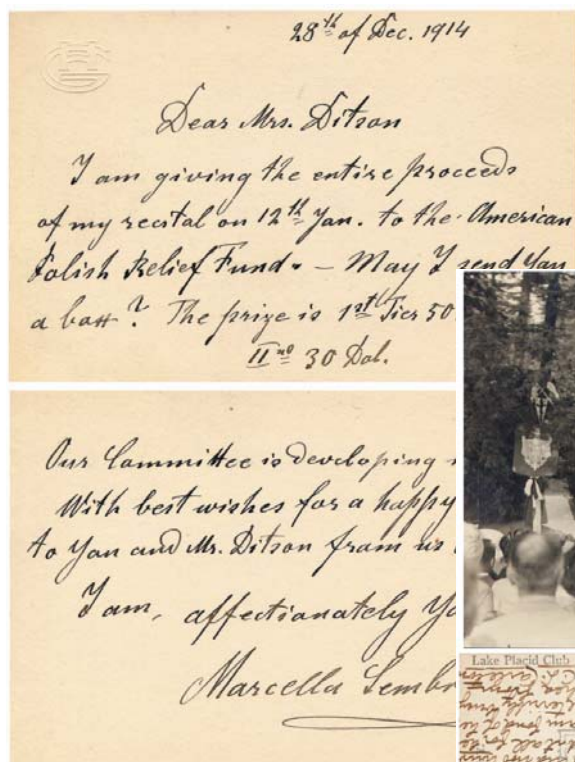 28th of Dec. 1914
Dear Mrs. Ditson
I am giving the entire proceeds
of my recital on 12th Jan. to the American
Polish Relief Fund. — May I send You
a box? The prize is 1st Tier 50
IInd 30 Dol.
Our Committee is developing
With best wishes for a happy
to You and Mr. Ditson from us
I am, affectionately Yo
Marcella Sembr
Lake Placid Club